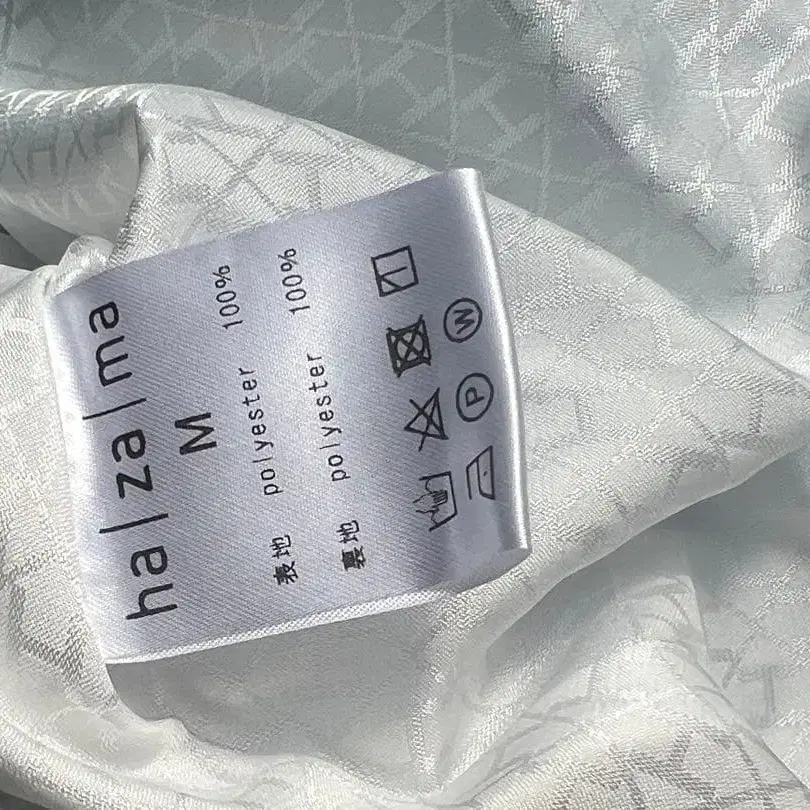 ha/za/ma
M
表地 polyester 100%
裏地 polyester 100%
P W